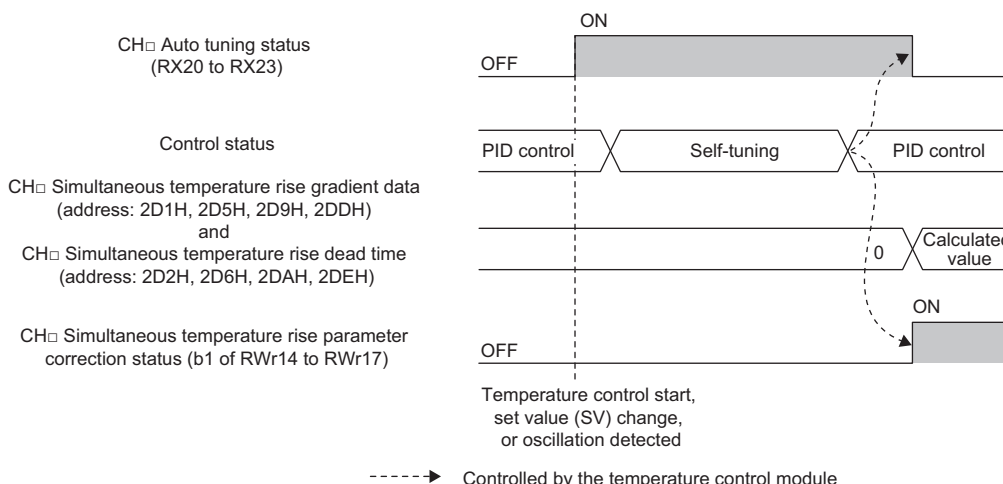 ON
CH□ Auto tuning status
(RX20 to RX23)
OFF
Control status
PID control
Self-tuning
PID control
CH□ Simultaneous temperature rise gradient data
(address: 2D1H, 2D5H, 2D9H, 2DDH)
and
CH□ Simultaneous temperature rise dead time
(address: 2D2H, 2D6H, 2DAH, 2DEH)
0
Calculated
value
ON
CH□ Simultaneous temperature rise parameter
correction status (b1 of RWr14 to RWr17)
OFF
Temperature control start,
set value (SV) change,
or oscillation detected
Controlled by the temperature control module